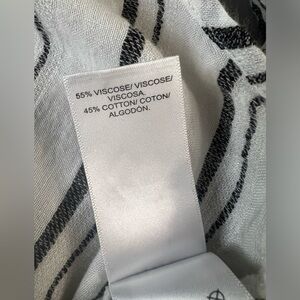 55% VISCOSE/ VISCOSE/
VISCOSA.
45% COTTON/ COTON/
ALGODÓN.